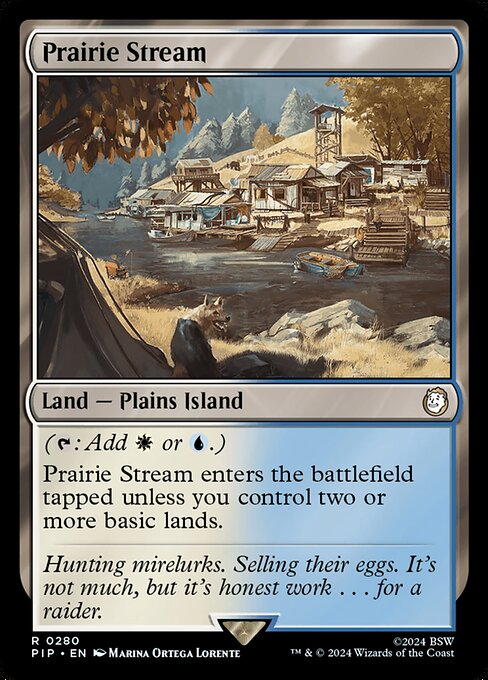 Prairie Stream
Land — Plains Island
(T: Add W or U.)
Prairie Stream enters the battlefield
tapped unless you control two or
more basic lands.
Hunting mirelurks. Selling their eggs. It's
not much, but it's honest work . . . for a
raider.
R 0280
PIP • EN Marina Ortega Lorente
©2024 BSW
™ & © 2024 Wizards of the Coast